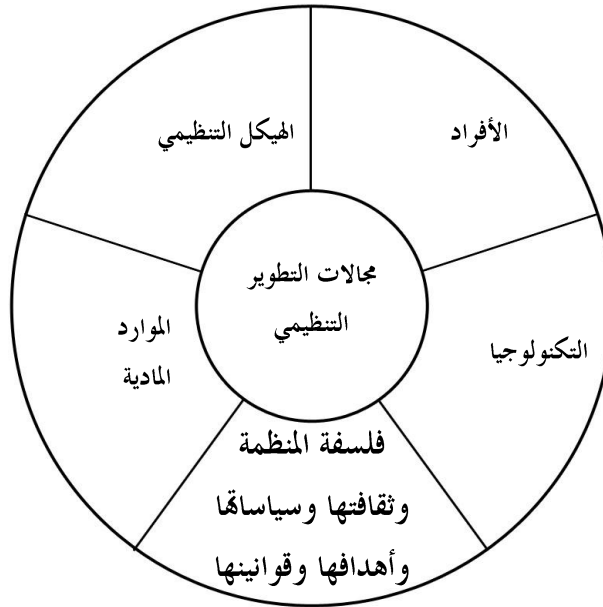 الأفراد
الهيكل التنظيمي
مجالات التطوير
التنظيمي
التكنولوجيا
الموارد
المادية
فلسفة المنظمة
وثقافتها وسياساتها
وأهدافها وقوانينها